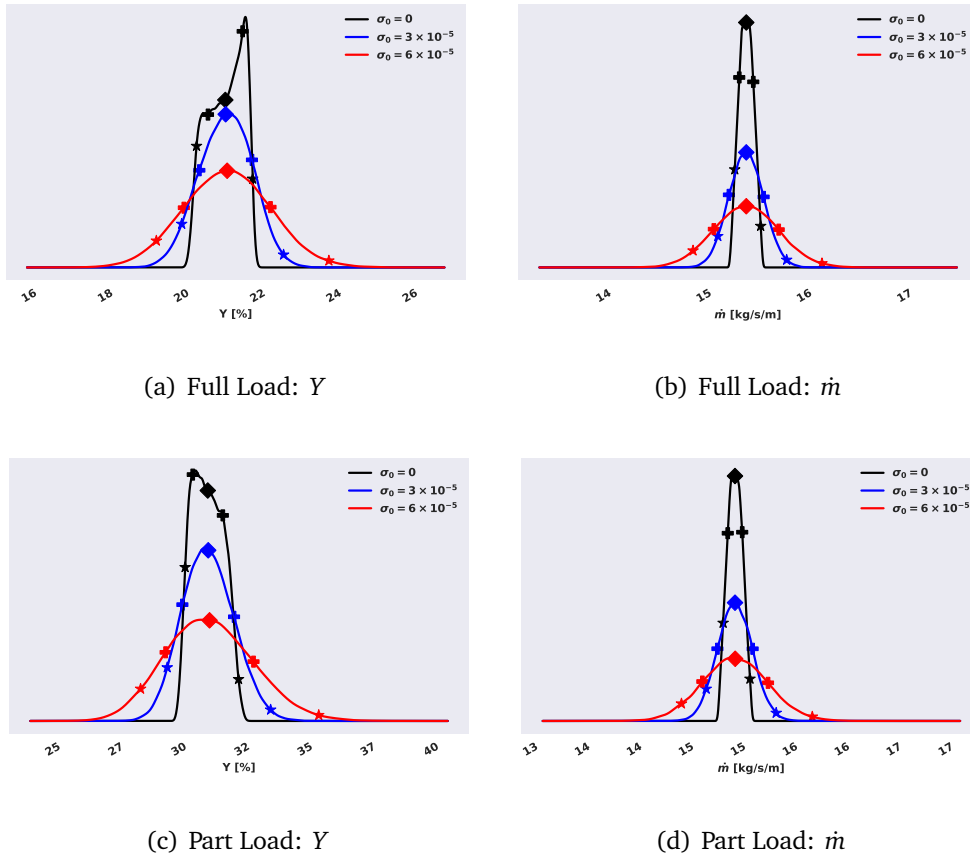 σ₀ = 0
σ₀ = 3 × 10⁻⁵
σ₀ = 6 × 10⁻⁵
16 18 20 22 24 26
Y [%]
(a) Full Load: Y
σ₀ = 0
σ₀ = 3 × 10⁻⁵
σ₀ = 6 × 10⁻⁵
14 15 16 17
ṁ [kg/s/m]
(b) Full Load: ṁ
σ₀ = 0
σ₀ = 3 × 10⁻⁵
σ₀ = 6 × 10⁻⁵
25 27 30 32 35 37 40
Y [%]
(c) Part Load: Y
σ₀ = 0
σ₀ = 3 × 10⁻⁵
σ₀ = 6 × 10⁻⁵
13 14 14 15 15 16 16 17 17
ṁ [kg/s/m]
(d) Part Load: ṁ